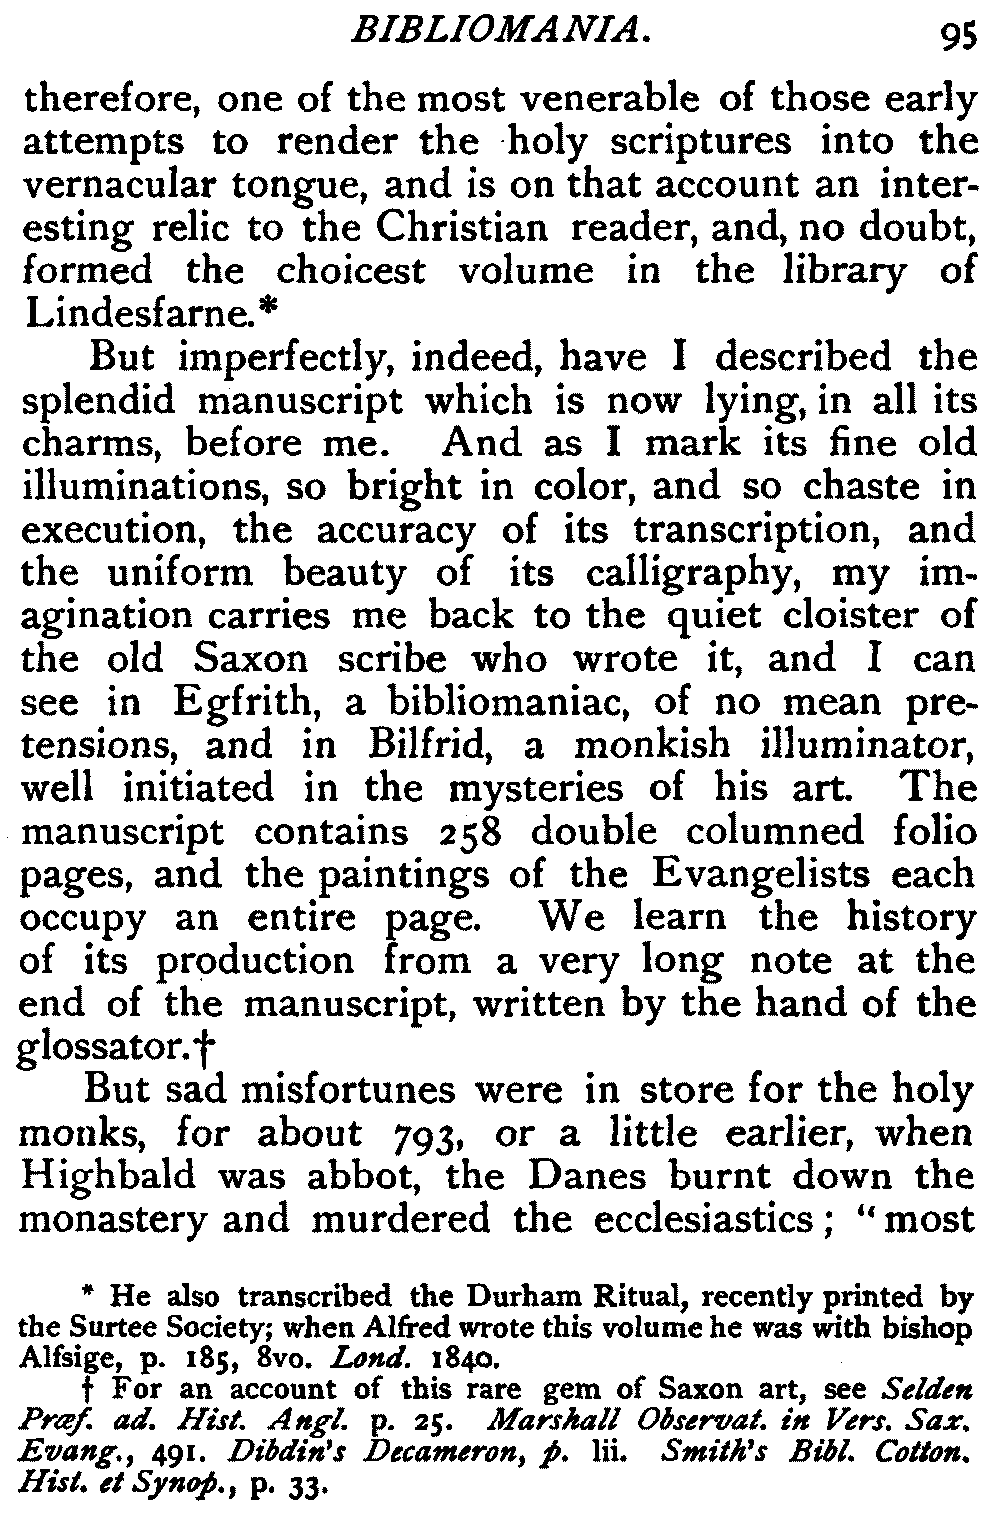 BIBLIOMANIA. 95
therefore, one of the most venerable of those early
attempts to render the holy scriptures into the
vernacular tongue, and is on that account an inter-
esting relic to the Christian reader, and, no doubt,
formed the choicest volume in the library of
Lindesfarne.*
But imperfectly, indeed, have I described the
splendid manuscript which is now lying, in all its
charms, before me. And as I mark its fine old
illuminations, so bright in color, and so chaste in
execution, the accuracy of its transcription, and
the uniform beauty of its calligraphy, my im-
agination carries me back to the quiet cloister of
the old Saxon scribe who wrote it, and I can
see in Egfrith, a bibliomaniac, of no mean pre-
tensions, and in Bilfrid, a monkish illuminator,
well initiated in the mysteries of his art. The
manuscript contains 258 double columned folio
pages, and the paintings of the Evangelists each
occupy an entire page. We learn the history
of its production from a very long note at the
end of the manuscript, written by the hand of the
glossator.†
But sad misfortunes were in store for the holy
monks, for about 793, or a little earlier, when
Highbald was abbot, the Danes burnt down the
monastery and murdered the ecclesiastics; "most
* He also transcribed the Durham Ritual, recently printed by
the Surtee Society; when Alfred wrote this volume he was with bishop
Alfsige, p. 185, 8vo. Lond. 1840.
† For an account of this rare gem of Saxon art, see Selden
Præf. ad. Hist. Angl. p. 25. Marshall Observat. in Vers. Sax.
Evang., 491. Dibdin's Decameron, p. lii. Smith's Bibl. Cotton.
Hist. et Synop., p. 33.